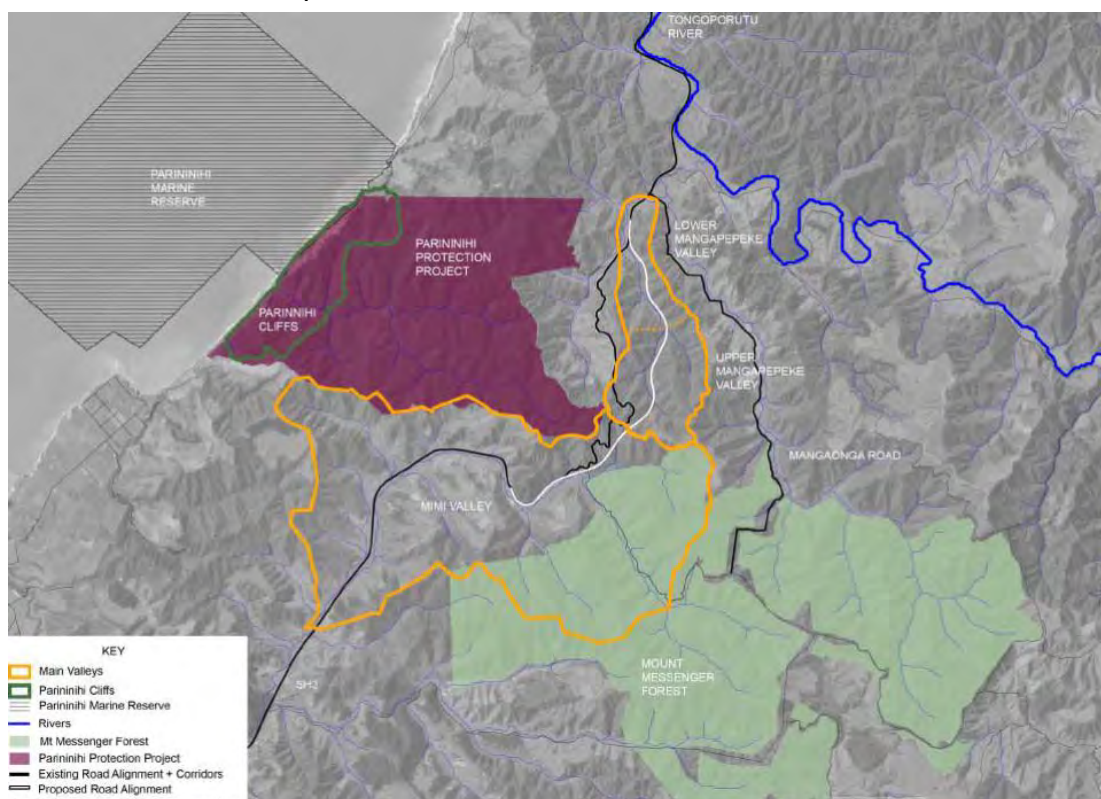 TONGOPORUTU
RIVER
PARININIHI
MARINE
RESERVE
LOWER
MANGAPEPEKE
VALLEY
PARININIHI
PROTECTION
PROJECT
PARINNIHI
CLIFFS
UPPER
MANGAPEPEKE
VALLEY
MANGAONGA ROAD
MIMI VALLEY
MOUNT
MESSENGER
FOREST
SH3
KEY
Main Valleys
Parininihi Cliffs
Parininihi Marine Reserve
Rivers
Mt Messenger Forest
Parininihi Protection Project
Existing Road Alignment + Corridors
Proposed Road Alignment